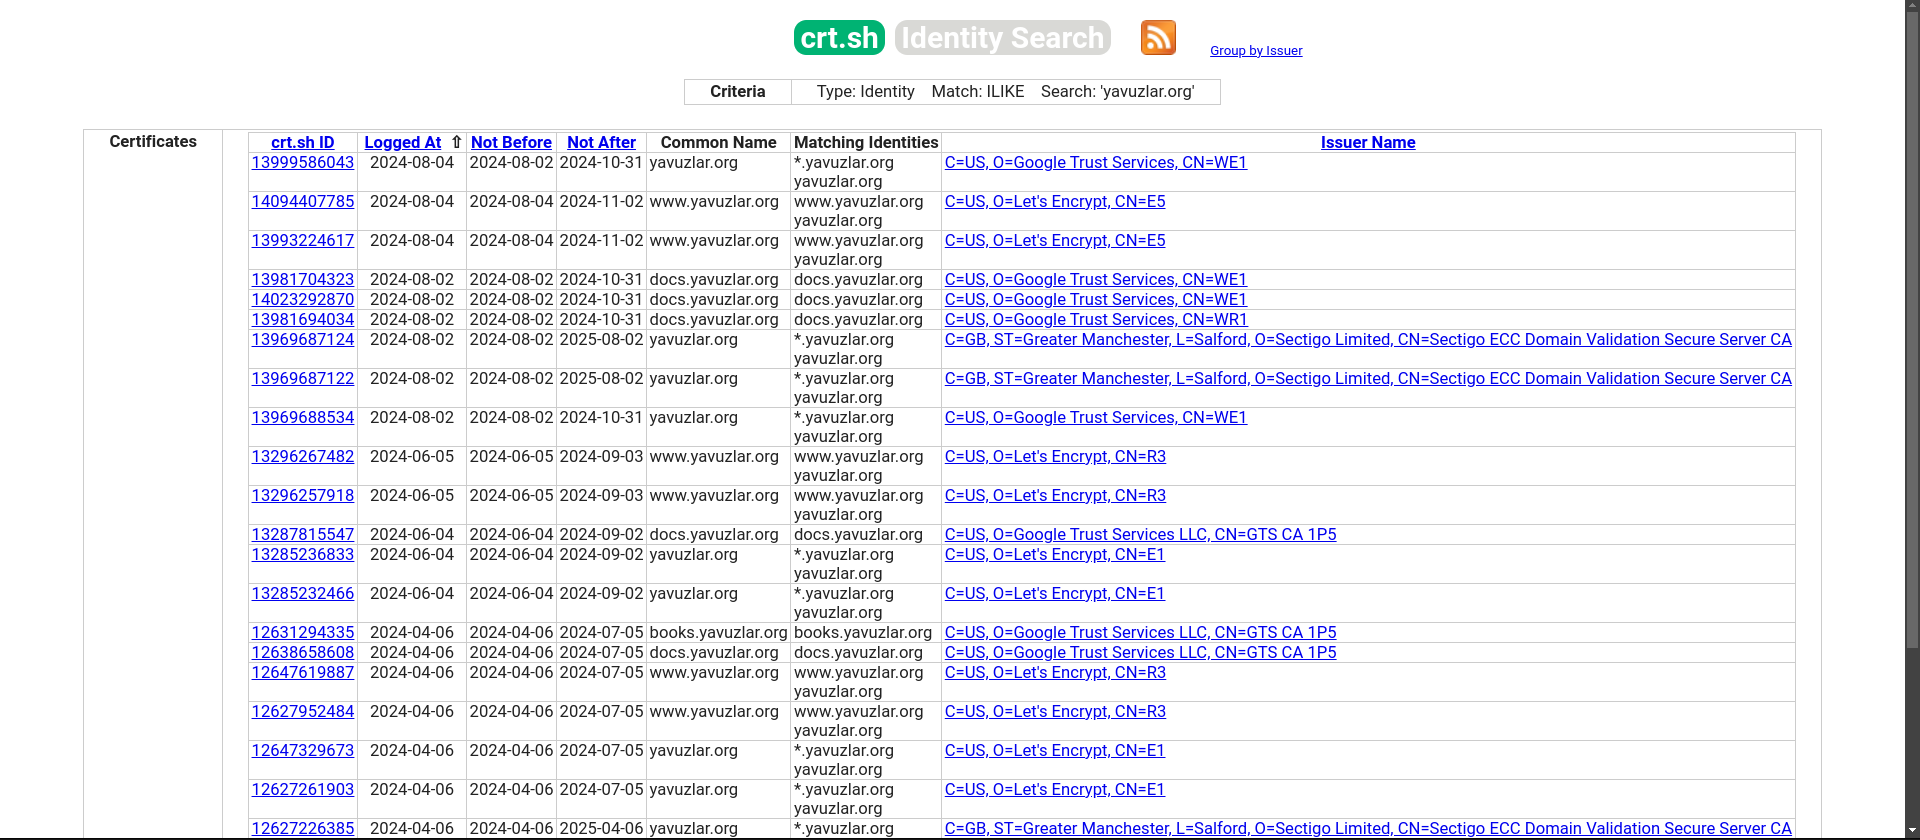 crt.sh Identity Search Group by Issuer
Criteria Type: Identity Match: ILIKE Search: 'yavuzlar.org'
Certificates crt.sh ID Logged At ⇧ Not Before Not After Common Name Matching Identities Issuer Name
13999586043 2024-08-04 2024-08-02 2024-10-31 yavuzlar.org *.yavuzlar.org C=US, O=Google Trust Services, CN=WE1
yavuzlar.org
14094407785 2024-08-04 2024-08-04 2024-11-02 www.yavuzlar.org www.yavuzlar.org C=US, O=Let's Encrypt, CN=E5
yavuzlar.org
13993224617 2024-08-04 2024-08-04 2024-11-02 www.yavuzlar.org www.yavuzlar.org C=US, O=Let's Encrypt, CN=E5
yavuzlar.org
13981704323 2024-08-02 2024-08-02 2024-10-31 docs.yavuzlar.org docs.yavuzlar.org C=US, O=Google Trust Services, CN=WE1
14023292870 2024-08-02 2024-08-02 2024-10-31 docs.yavuzlar.org docs.yavuzlar.org C=US, O=Google Trust Services, CN=WE1
13981694034 2024-08-02 2024-08-02 2024-10-31 docs.yavuzlar.org docs.yavuzlar.org C=US, O=Google Trust Services, CN=WR1
13969687124 2024-08-02 2024-08-02 2025-08-02 yavuzlar.org *.yavuzlar.org C=GB, ST=Greater Manchester, L=Salford, O=Sectigo Limited, CN=Sectigo ECC Domain Validation Secure Server CA
yavuzlar.org
13969687122 2024-08-02 2024-08-02 2025-08-02 yavuzlar.org *.yavuzlar.org C=GB, ST=Greater Manchester, L=Salford, O=Sectigo Limited, CN=Sectigo ECC Domain Validation Secure Server CA
yavuzlar.org
13969688534 2024-08-02 2024-08-02 2024-10-31 yavuzlar.org *.yavuzlar.org C=US, O=Google Trust Services, CN=WE1
yavuzlar.org
13296267482 2024-06-05 2024-06-05 2024-09-03 www.yavuzlar.org www.yavuzlar.org C=US, O=Let's Encrypt, CN=R3
yavuzlar.org
13296257918 2024-06-05 2024-06-05 2024-09-03 www.yavuzlar.org www.yavuzlar.org C=US, O=Let's Encrypt, CN=R3
yavuzlar.org
13287815547 2024-06-04 2024-06-04 2024-09-02 docs.yavuzlar.org docs.yavuzlar.org C=US, O=Google Trust Services LLC, CN=GTS CA 1P5
13285236833 2024-06-04 2024-06-04 2024-09-02 yavuzlar.org *.yavuzlar.org C=US, O=Let's Encrypt, CN=E1
yavuzlar.org
13285232466 2024-06-04 2024-06-04 2024-09-02 yavuzlar.org *.yavuzlar.org C=US, O=Let's Encrypt, CN=E1
yavuzlar.org
12631294335 2024-04-06 2024-04-06 2024-07-05 books.yavuzlar.org books.yavuzlar.org C=US, O=Google Trust Services LLC, CN=GTS CA 1P5
12638658608 2024-04-06 2024-04-06 2024-07-05 docs.yavuzlar.org docs.yavuzlar.org C=US, O=Google Trust Services LLC, CN=GTS CA 1P5
12647619887 2024-04-06 2024-04-06 2024-07-05 www.yavuzlar.org www.yavuzlar.org C=US, O=Let's Encrypt, CN=R3
yavuzlar.org
12627952484 2024-04-06 2024-04-06 2024-07-05 www.yavuzlar.org www.yavuzlar.org C=US, O=Let's Encrypt, CN=R3
yavuzlar.org
12647329673 2024-04-06 2024-04-06 2024-07-05 yavuzlar.org *.yavuzlar.org C=US, O=Let's Encrypt, CN=E1
yavuzlar.org
12627261903 2024-04-06 2024-04-06 2024-07-05 yavuzlar.org *.yavuzlar.org C=US, O=Let's Encrypt, CN=E1
yavuzlar.org
12627226385 2024-04-06 2024-04-06 2025-04-06 yavuzlar.org *.yavuzlar.org C=GB, ST=Greater Manchester, L=Salford, O=Sectigo Limited, CN=Sectigo ECC Domain Validation Secure Server CA